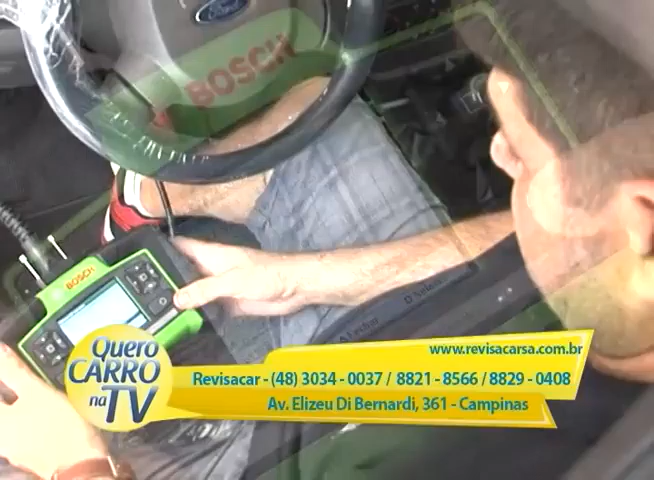 Ford
BOSCH
BOSCH
Quero
CARRO
na TV
www.revisacarsa.com.br
Revisacar - (48) 3034 - 0037 / 8821 - 8566 / 8829 - 0408
Av. Elizeu Di Bernardi, 361 - Campinas